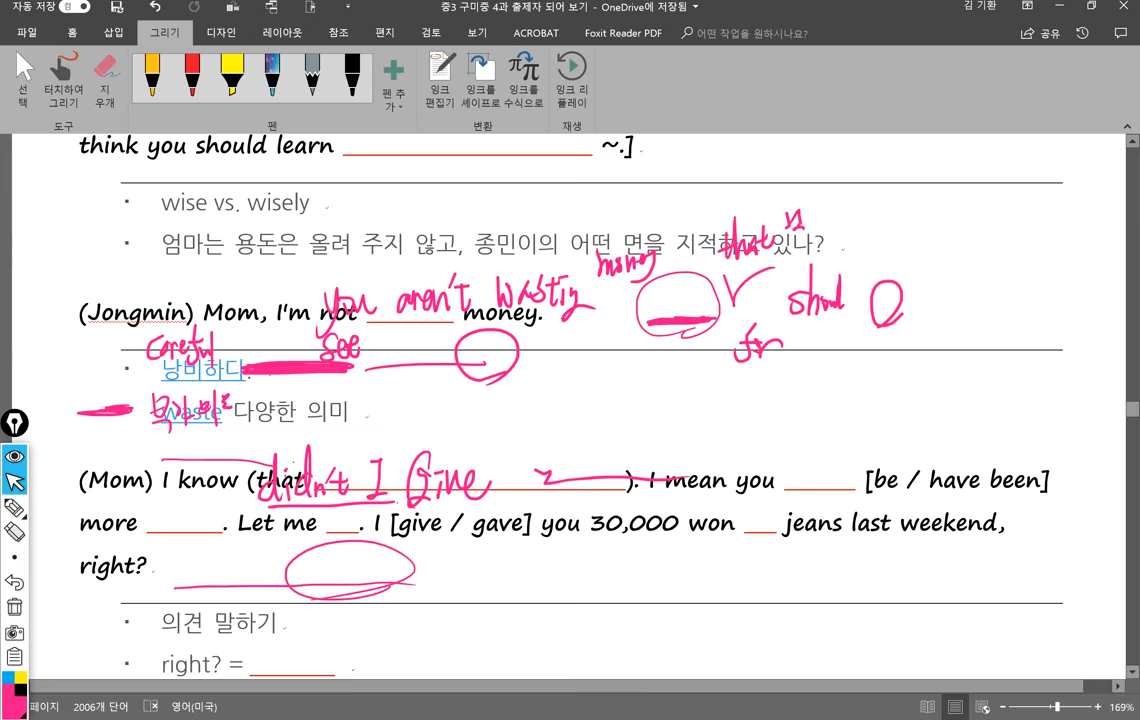 자동 저장 켬 중3 구미중 4과 출제자 되어 보기 - OneDrive에 저장됨 김 기환
파일 홈 삽입 그리기 디자인 레이아웃 참조 편지 검토 보기 ACROBAT Foxit Reader PDF 어떤 작업을 원하시나요? 공유
선택 터치하여 그리기 지우개 펜 추가 잉크 편집기 잉크를 셰이프로 잉크를 수식으로 잉크 리플레이
도구 펜 변환 재생
think you should learn ~.]
wise vs. wisely
엄마는 용돈은 올려 주지 않고, 종민이의 어떤 면을 지적하고 있나?
that
money
you aren't
should
(Jongmin) Mom, I'm not money.
Careful See for
낭비하다:
waste 다양한 의미
didn't I Give
(Mom) I know (that ). I mean you [be / have been]
more . Let me . I [give / gave] you 30,000 won jeans last weekend,
right?
의견 말하기
right? =
페이지 2006개 단어 영어(미국) 169%